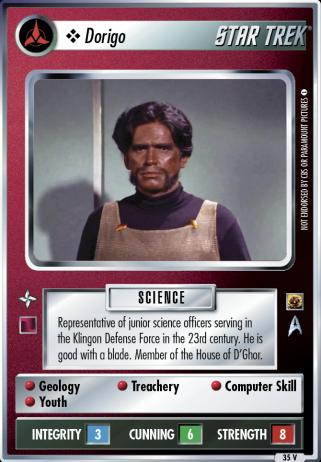 ❖ Dorigo
STAR TREK®
NOT ENDORSED BY CBS OR PARAMOUNT PICTURES
SCIENCE
Representative of junior science officers serving in
the Klingon Defense Force in the 23rd century. He is
good with a blade. Member of the House of D'Ghor.
Geology Treachery Computer Skill
Youth
INTEGRITY 3 CUNNING 6 STRENGTH 8
35 V